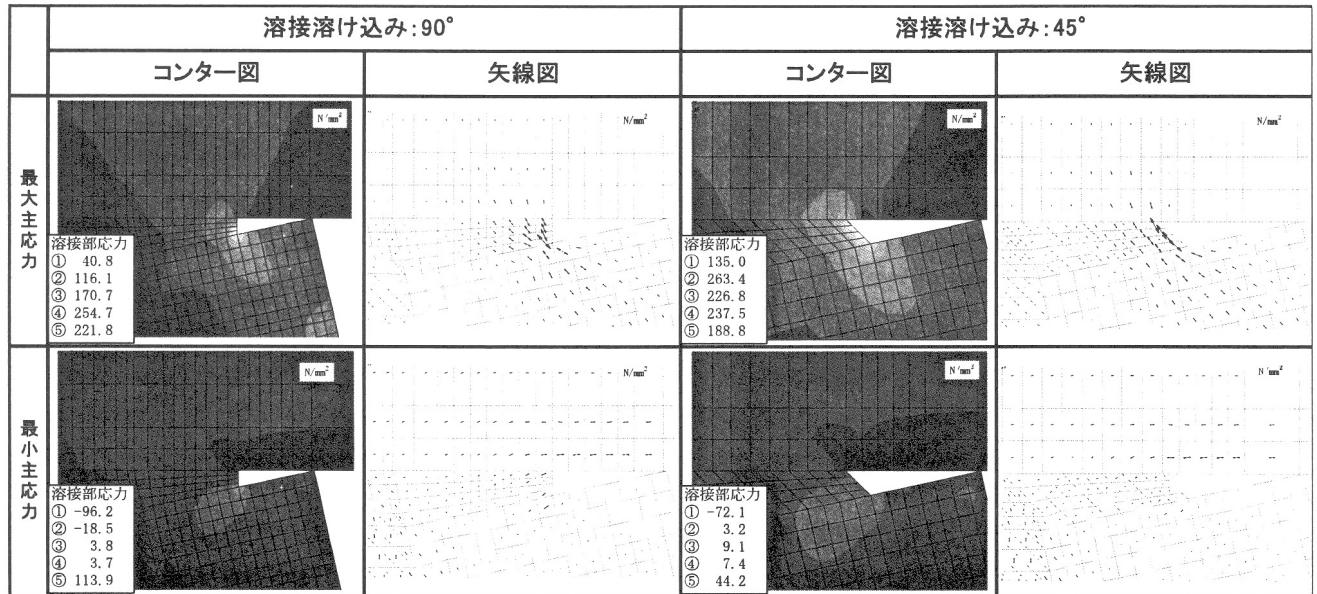 溶接溶け込み:90°
溶接溶け込み:45°
コンター図
矢線図
コンター図
矢線図
最大主応力
N/mm²
溶接部応力
① 40.8
② 116.1
③ 170.7
④ 254.7
⑤ 221.8
N/mm²
N/mm²
溶接部応力
① 135.0
② 263.4
③ 226.8
④ 237.5
⑤ 188.8
N/mm²
最小主応力
N/mm²
溶接部応力
① -96.2
② -18.5
③ 3.8
④ 3.7
⑤ 113.9
N/mm²
N/mm²
溶接部応力
① -72.1
② 3.2
③ 9.1
④ 7.4
⑤ 44.2
N/mm²